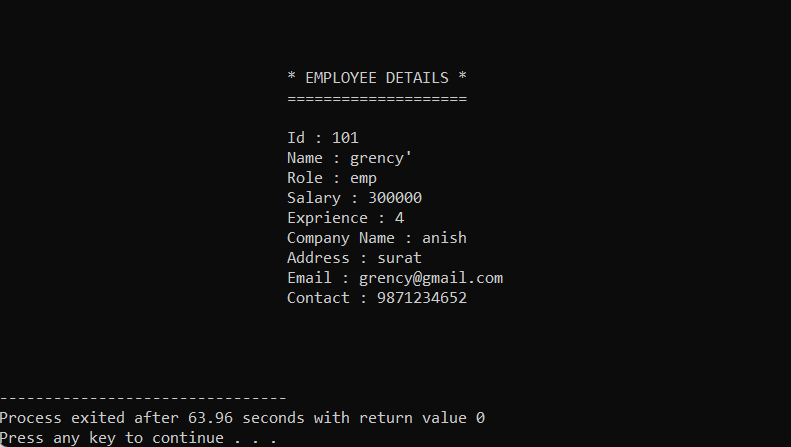 * EMPLOYEE DETAILS *
====================
Id : 101
Name : grency'
Role : emp
Salary : 300000
Exprience : 4
Company Name : anish
Address : surat
Email : grency@gmail.com
Contact : 9871234652
--------------------------------
Process exited after 63.96 seconds with return value 0
Press any key to continue . . .